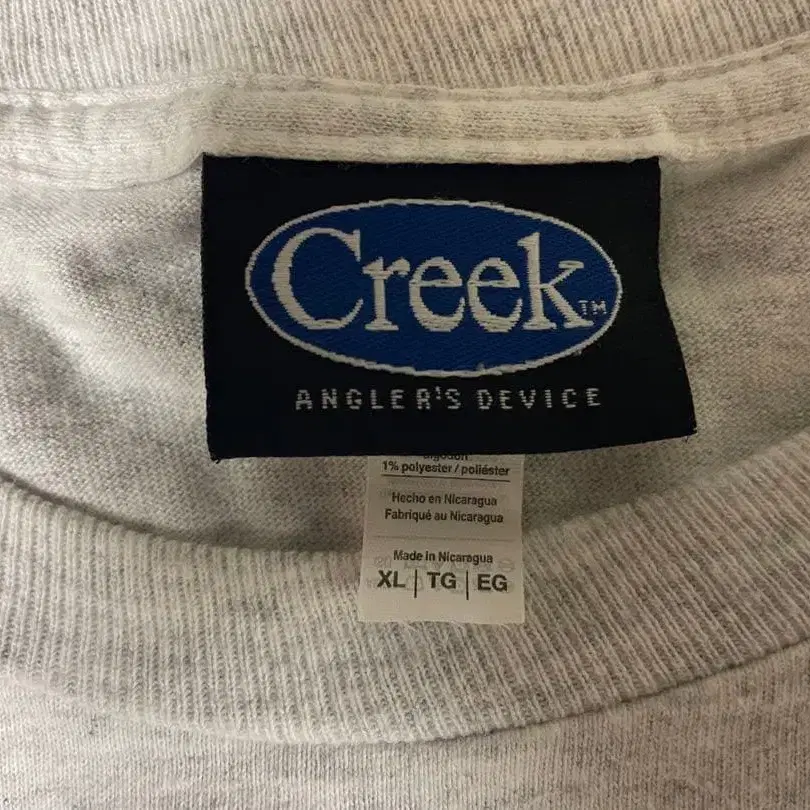 Creek™
ANGLER'S DEVICE
algodón
1% polyester / poliéster
Hecho en Nicaragua
Fabriqué au Nicaragua
Made in Nicaragua
XL | TG | EG